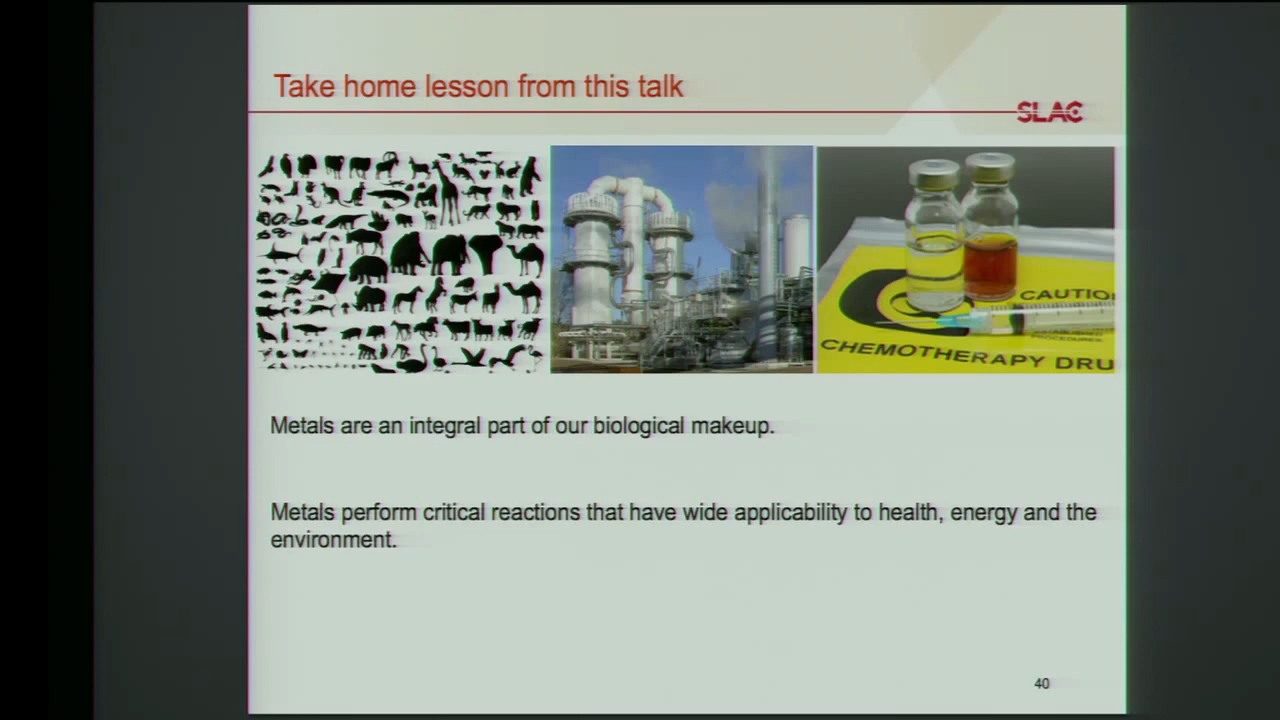 Take home lesson from this talk
SLAC
CAUTIO
CHEMOTHERAPY DRU
Metals are an integral part of our biological makeup.
Metals perform critical reactions that have wide applicability to health, energy and the
environment.
40